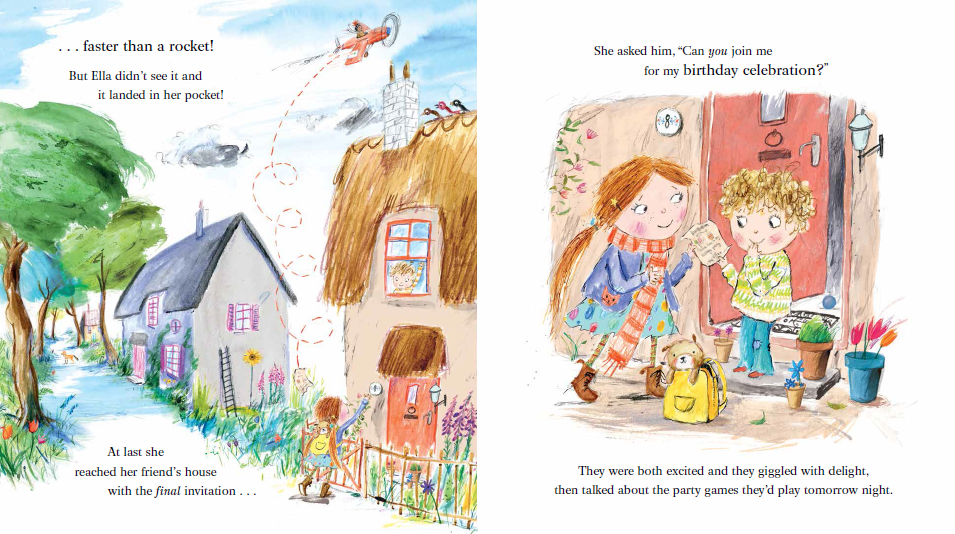 . . . faster than a rocket!
But Ella didn’t see it and
it landed in her pocket!
At last she
reached her friend’s house
with the final invitation . . .
She asked him, “Can you join me
for my birthday celebration?”
8
They were both excited and they giggled with delight,
then talked about the party games they’d play tomorrow night.